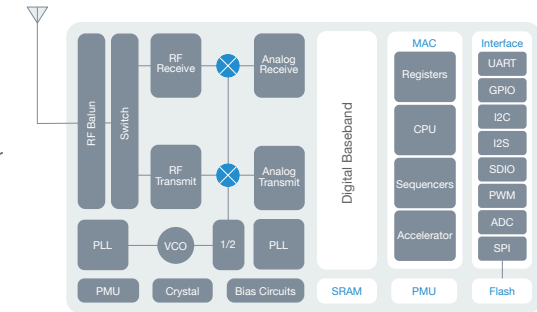 MAC
Interface
RF Balun
Switch
RF
Receive
Analog
Receive
Digital Baseband
Registers
CPU
Sequencers
Accelerator
UART
GPIO
I2C
I2S
SDIO
PWM
ADC
SPI
RF
Transmit
Analog
Transmit
PLL
VCO
1/2
PLL
PMU
Crystal
Bias Circuits
SRAM
PMU
Flash